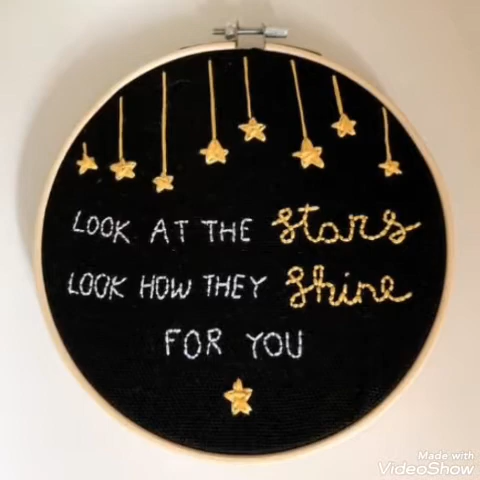 LOOK AT THE stars
LOOK HOW THEY Shine
FOR YOU
Made with
VideoShow